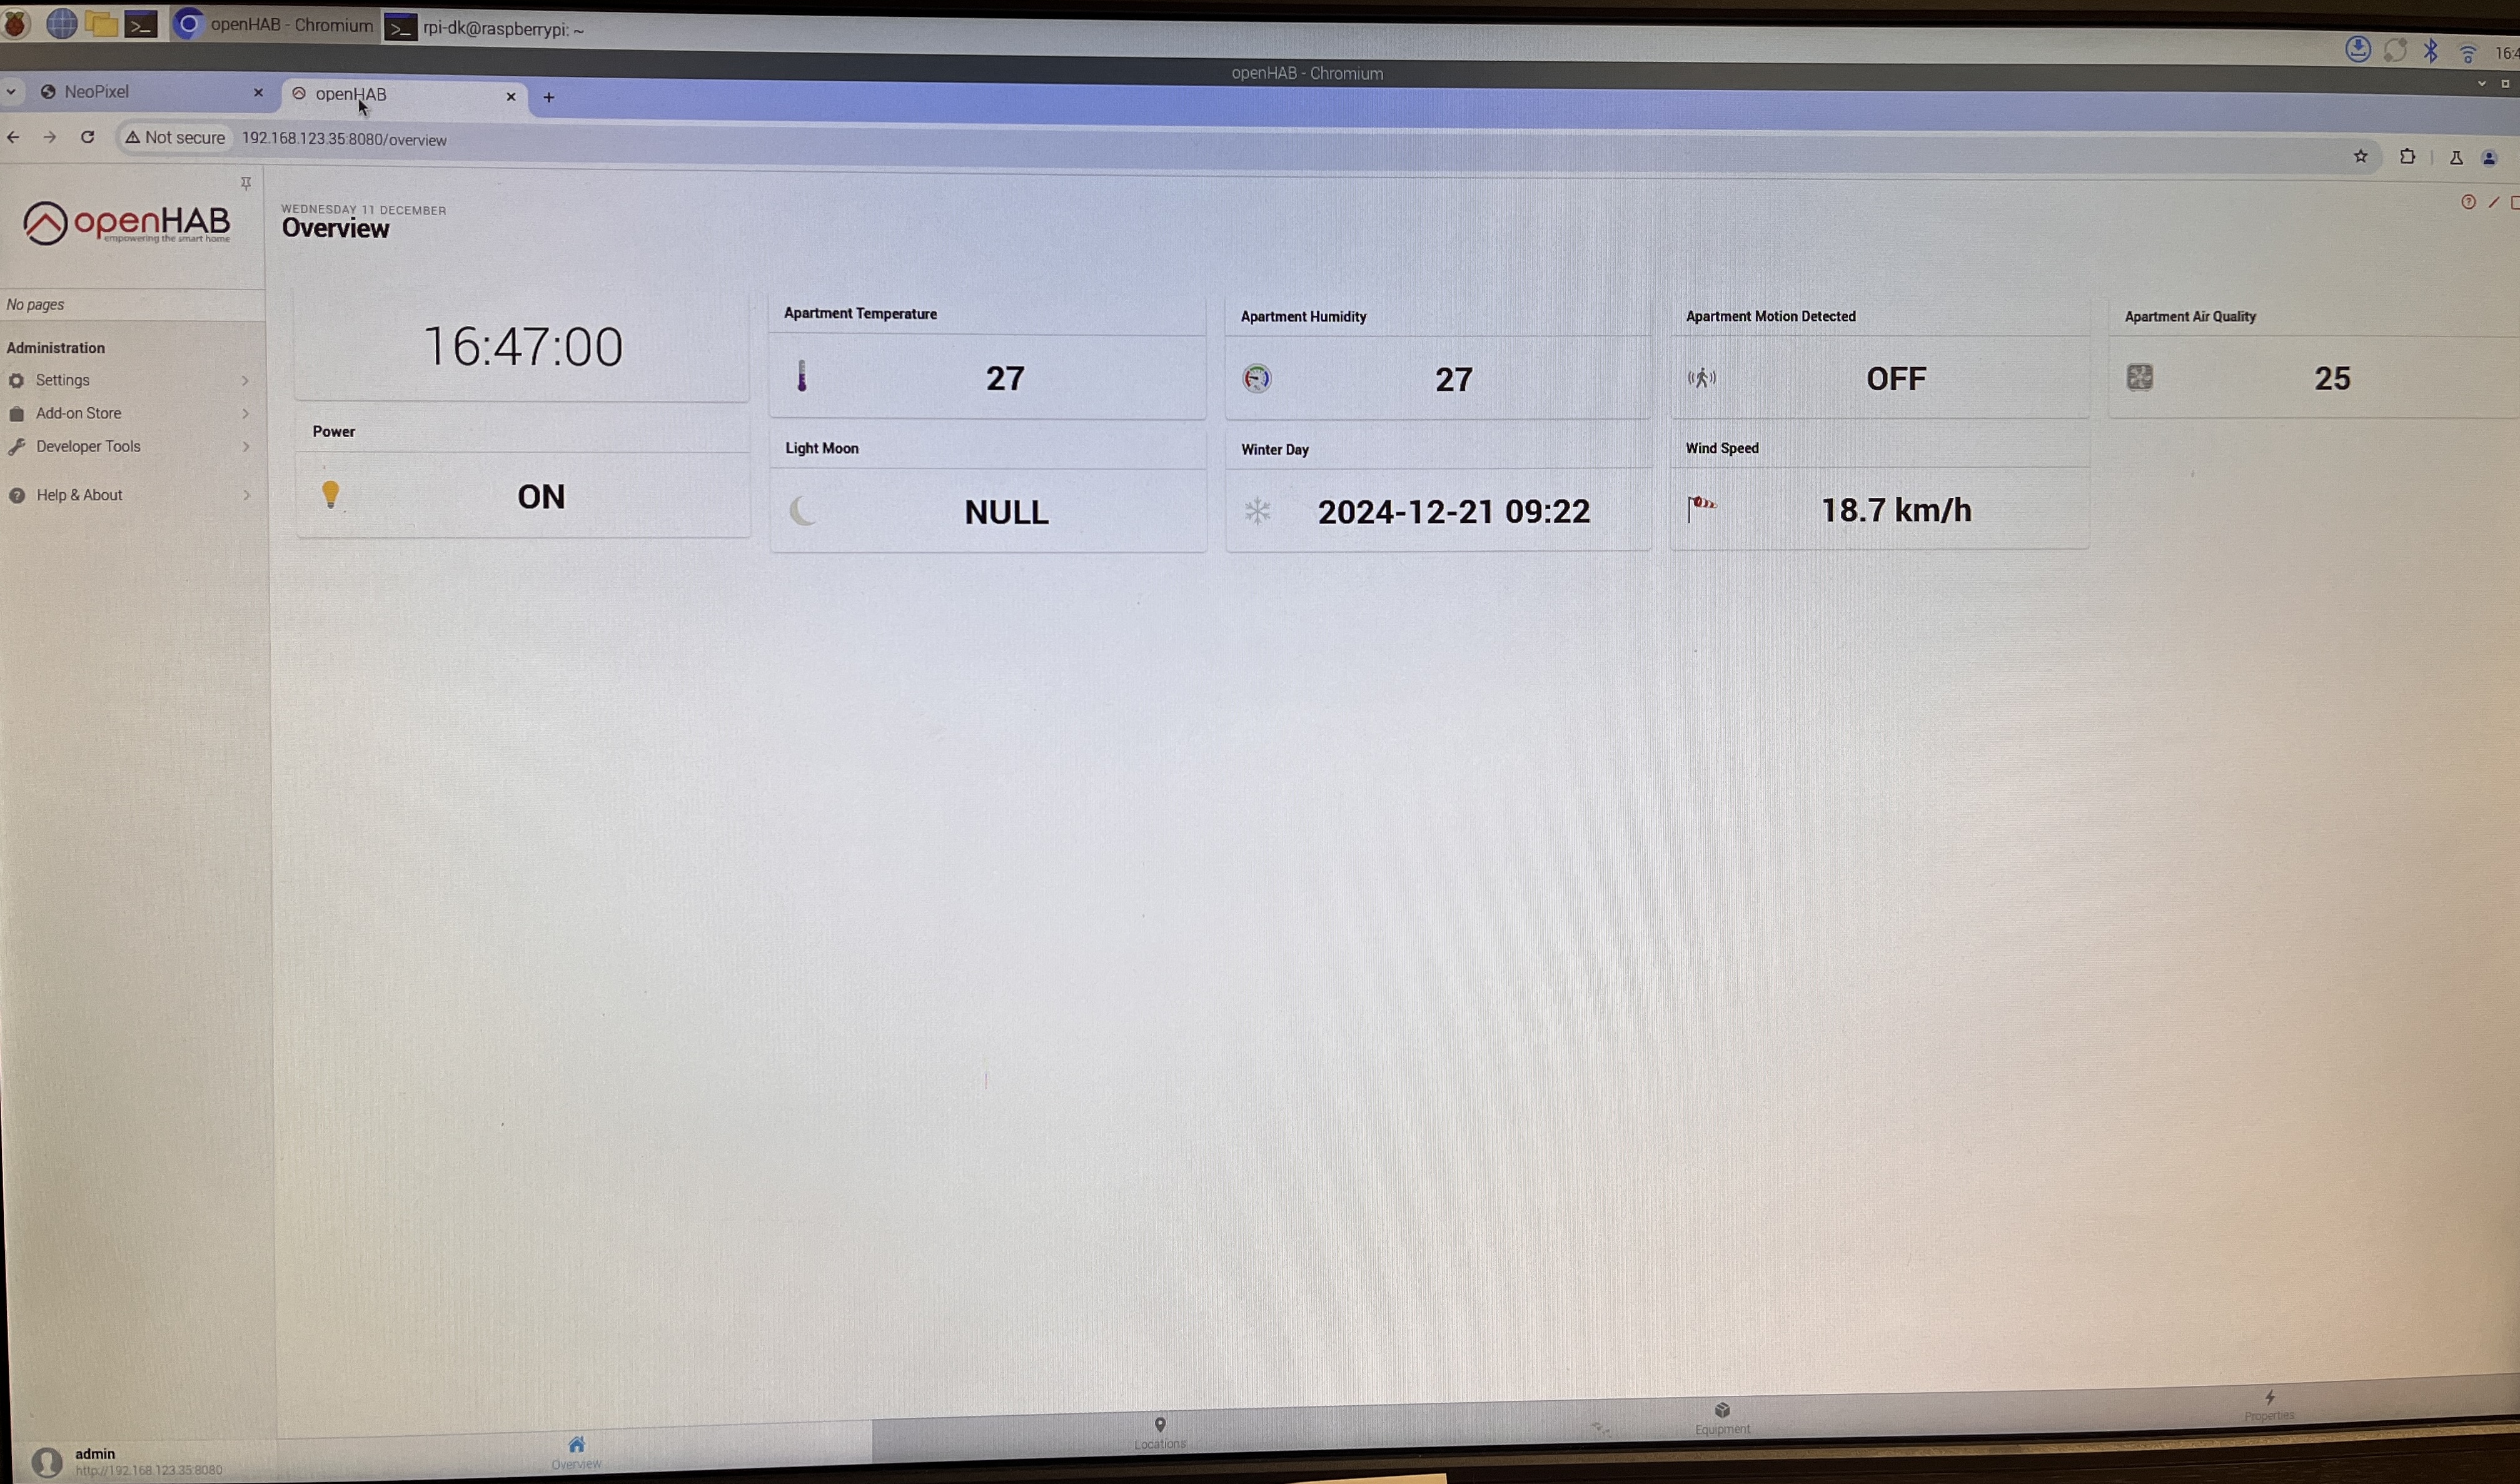 openHAB - Chromium
rpi-dk@raspberrypi: ~
openHAB - Chromium
NeoPixel
openHAB
Not secure
192.168.123.35:8080/overview
openHAB
empowering the smart home
No pages
Administration
Settings
Add-on Store
Developer Tools
Help & About
WEDNESDAY 11 DECEMBER
Overview
16:47:00
Apartment Temperature
27
Apartment Humidity
27
Apartment Motion Detected
OFF
Apartment Air Quality
25
Power
ON
Light Moon
NULL
Winter Day
2024-12-21 09:22
Wind Speed
18.7 km/h
admin
http://192.168.123.35:8080
Overview
Locations
Equipment
Properties